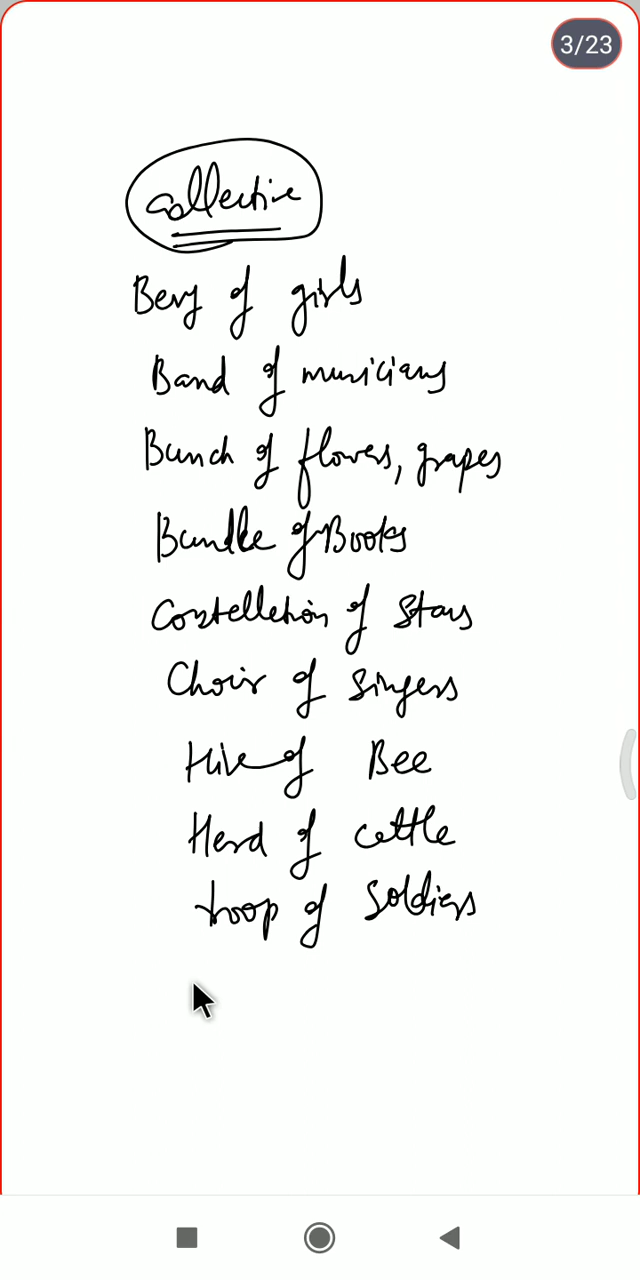 3/23
collective
Bevy of girls
Band of musicians
Bunch of flowers, grapes
Bundle of Books
Constelletion of Stars
Choir of Singers
Hive of Bee
Herd of cattle
troop of Soldiers